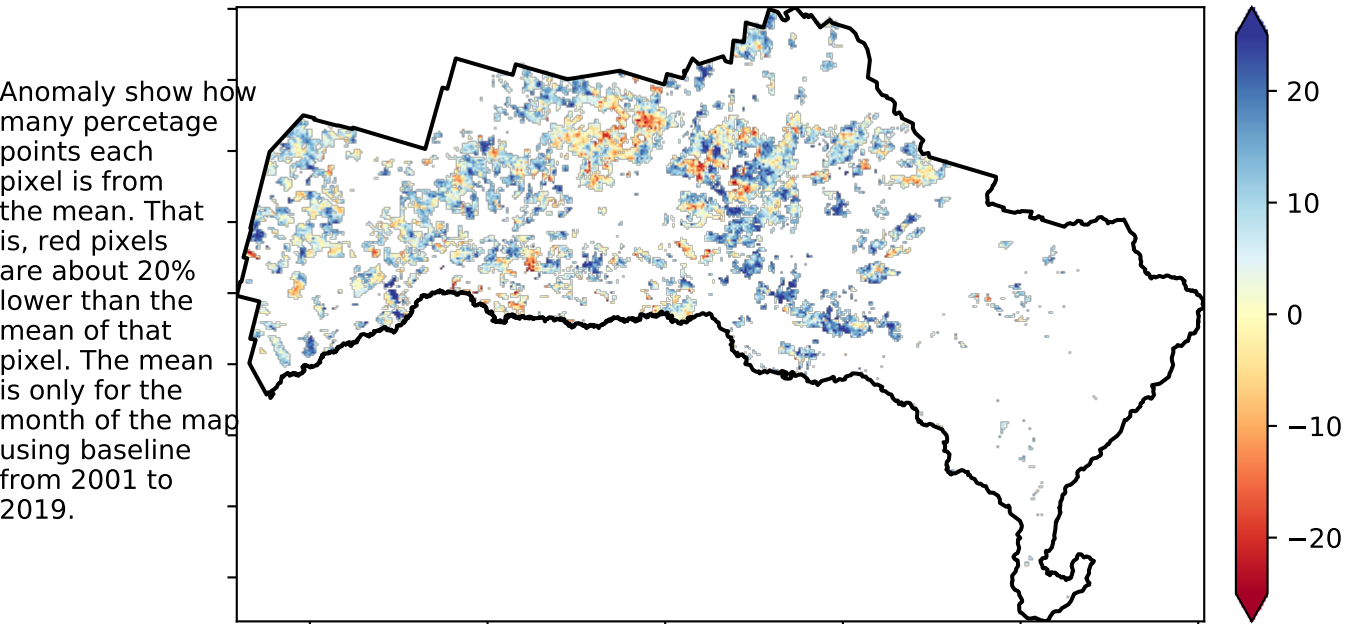 Anomaly show how
many percetage
points each
pixel is from
the mean. That
is, red pixels
are about 20%
lower than the
mean of that
pixel. The mean
is only for the
month of the map
using baseline
from 2001 to
2019.
20
10
0
−10
−20